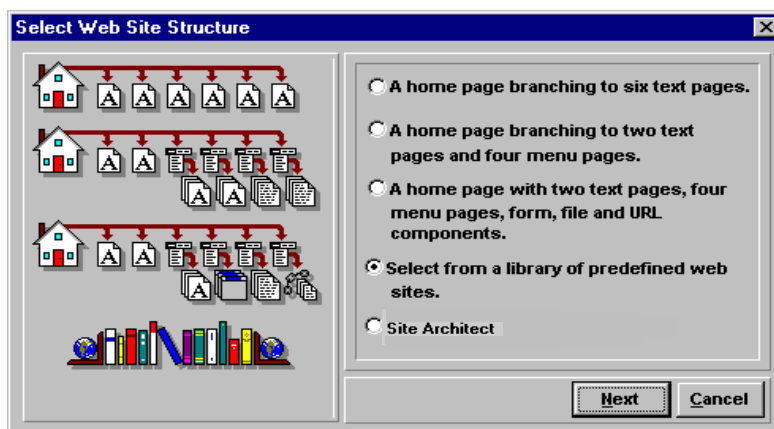 Select Web Site Structure
A home page branching to six text pages.
A home page branching to two text
pages and four menu pages.
A home page with two text pages, four
menu pages, form, file and URL
components.
Select from a library of predefined web
sites.
Site Architect
Next
Cancel